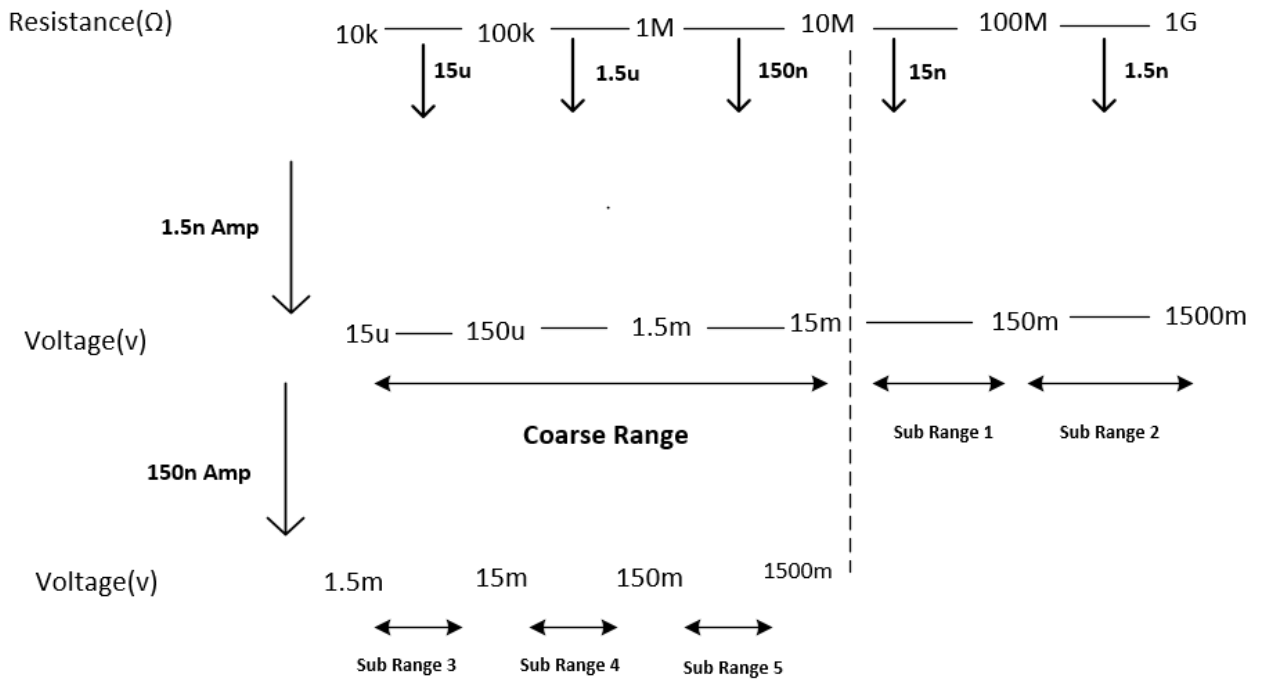 Resistance(Ω) 10k 100k 1M 10M 100M 1G
15u 1.5u 150n 15n 1.5n
1.5n Amp
Voltage(v) 15u 150u 1.5m 15m 150m 1500m
Coarse Range Sub Range 1 Sub Range 2
150n Amp
Voltage(v) 1.5m 15m 150m 1500m
Sub Range 3 Sub Range 4 Sub Range 5